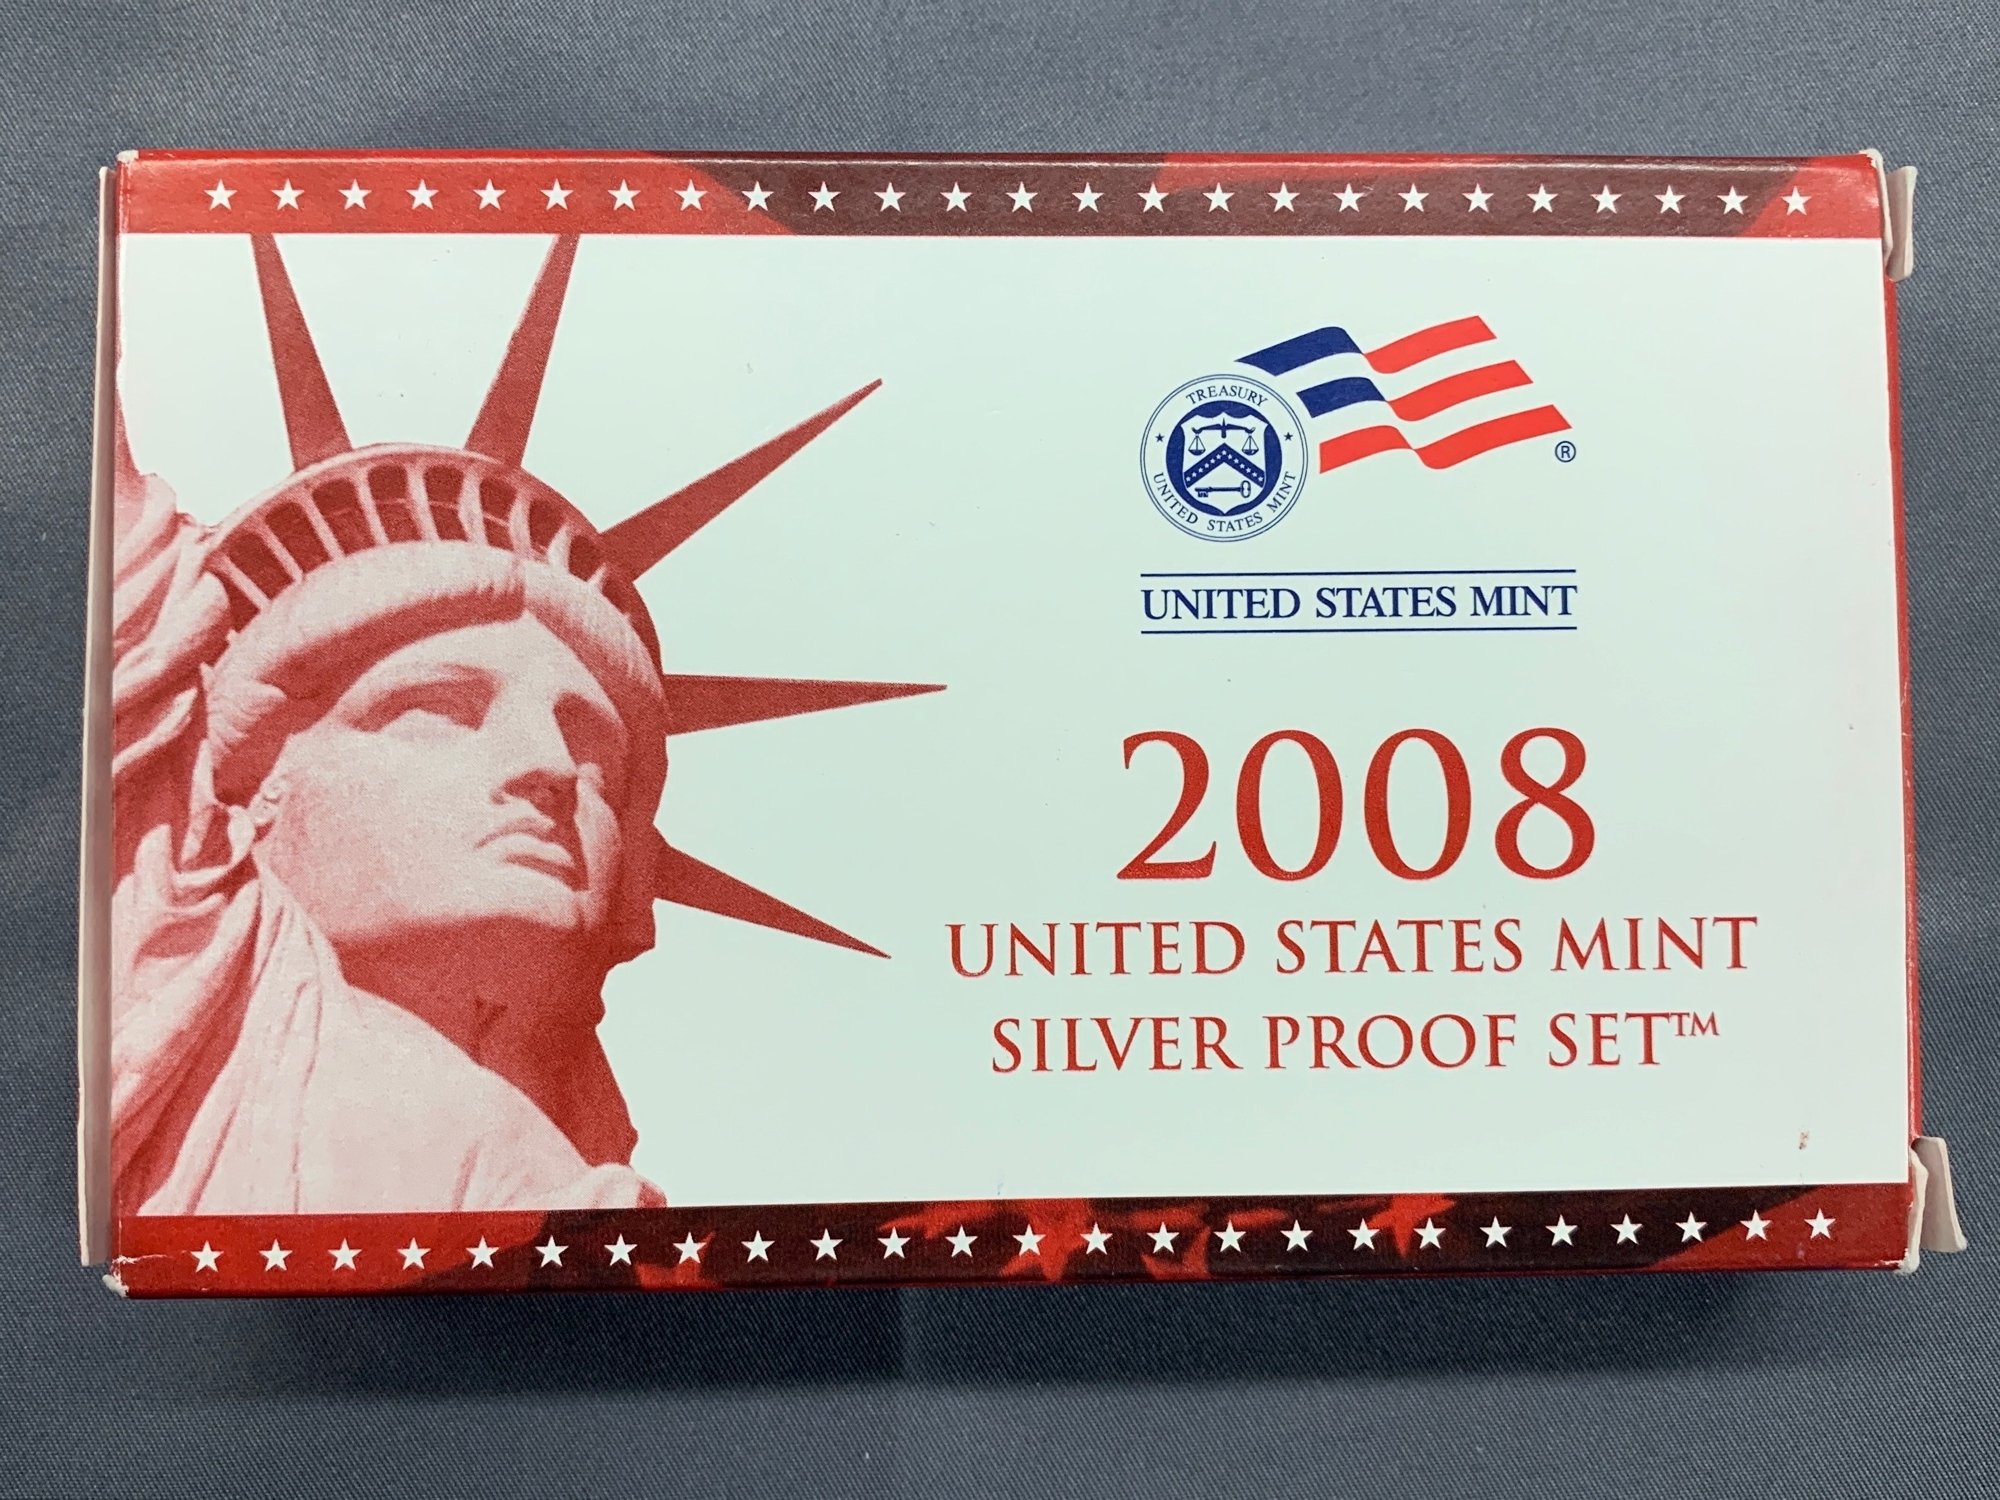 TREASURY
UNITED STATES MINT
®
UNITED STATES MINT
2008
UNITED STATES MINT
SILVER PROOF SET™